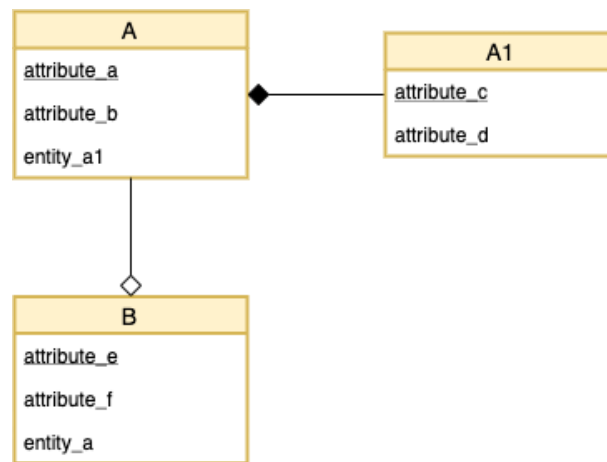 A
attribute_a
attribute_b
entity_a1
A1
attribute_c
attribute_d
B
attribute_e
attribute_f
entity_a